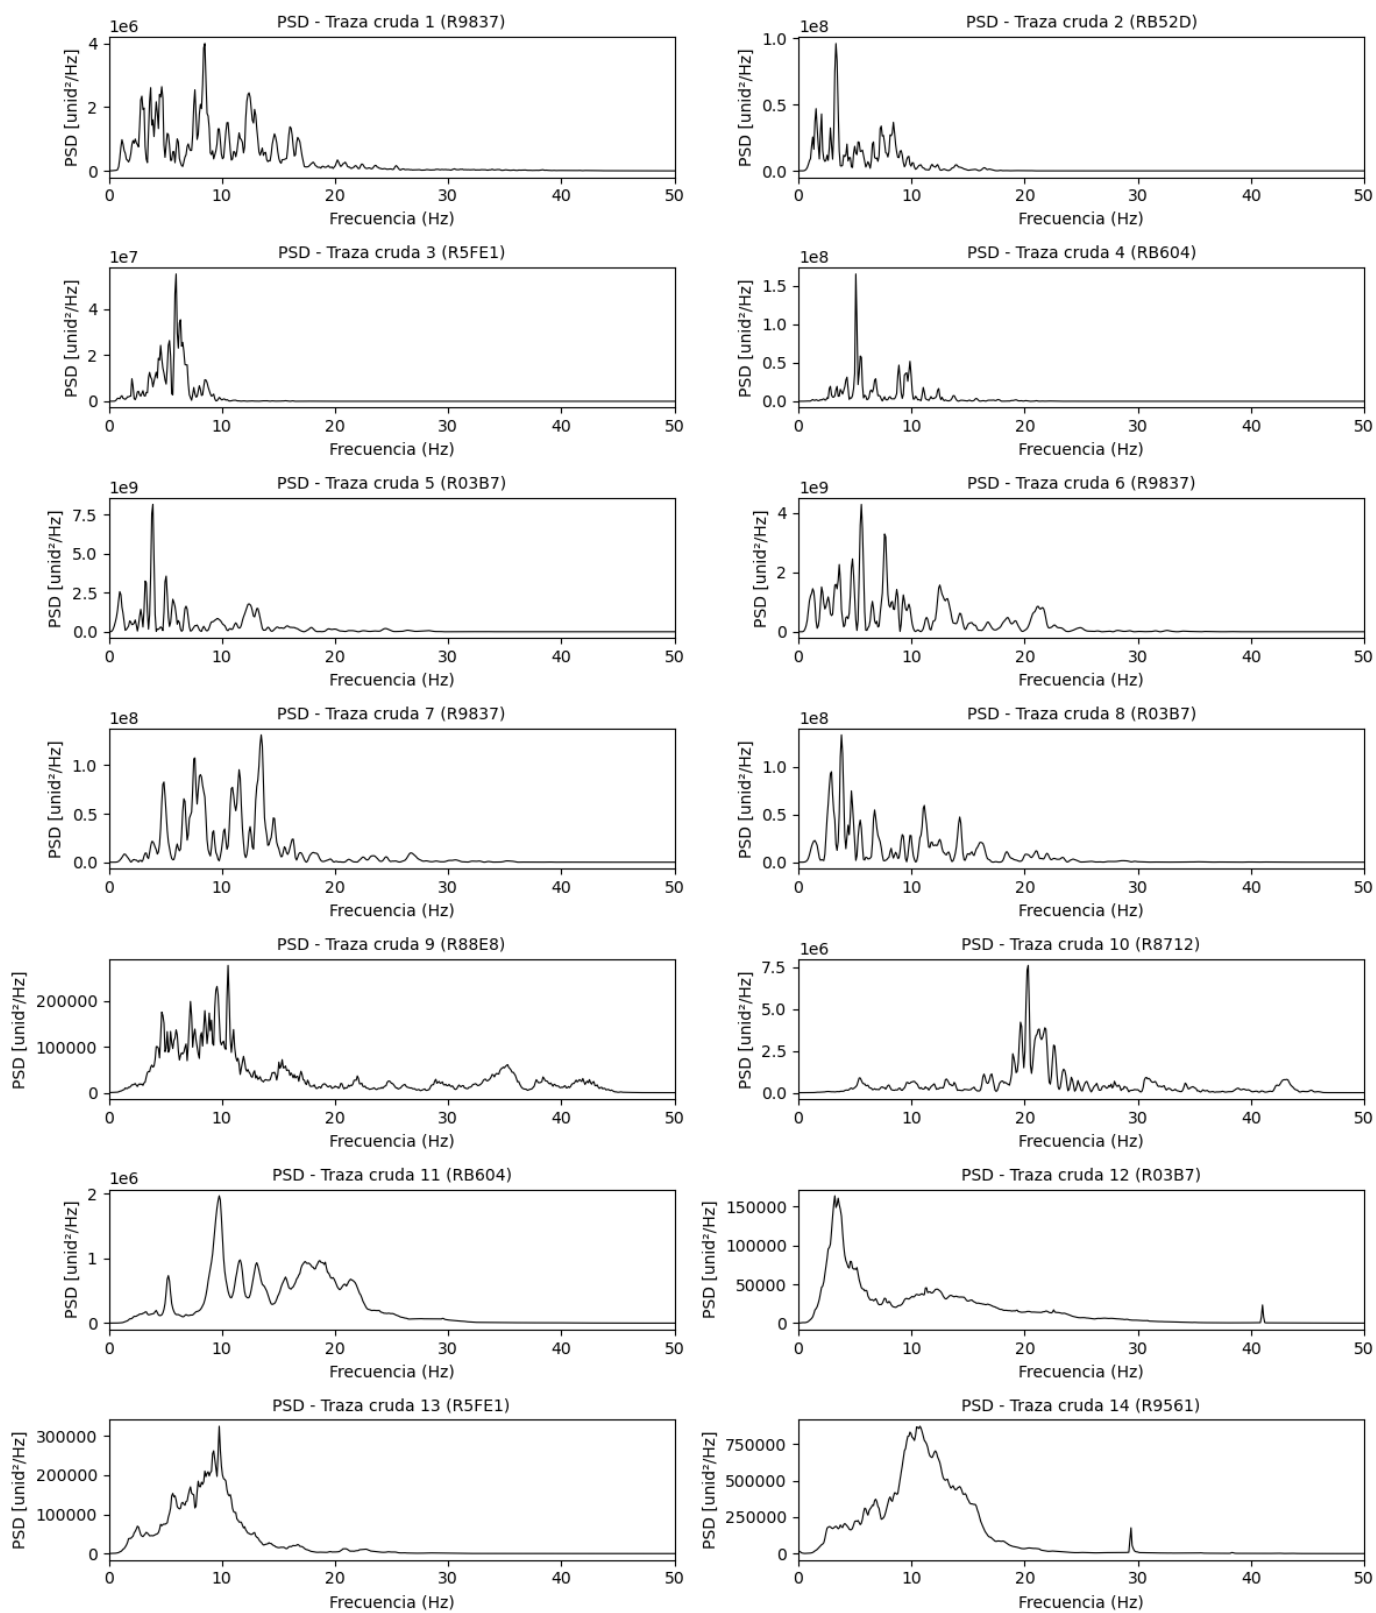 PSD - Traza cruda 1 (R9837)
1e6
PSD [unid²/Hz]
4
2
0
0 10 20 30 40 50
Frecuencia (Hz)
PSD - Traza cruda 2 (RB52D)
1e8
PSD [unid²/Hz]
1.0
0.5
0.0
0 10 20 30 40 50
Frecuencia (Hz)
PSD - Traza cruda 3 (R5FE1)
1e7
PSD [unid²/Hz]
4
2
0
0 10 20 30 40 50
Frecuencia (Hz)
PSD - Traza cruda 4 (RB604)
1e8
PSD [unid²/Hz]
1.5
1.0
0.5
0.0
0 10 20 30 40 50
Frecuencia (Hz)
PSD - Traza cruda 5 (R03B7)
1e9
PSD [unid²/Hz]
7.5
5.0
2.5
0.0
0 10 20 30 40 50
Frecuencia (Hz)
PSD - Traza cruda 6 (R9837)
1e9
PSD [unid²/Hz]
4
2
0
0 10 20 30 40 50
Frecuencia (Hz)
PSD - Traza cruda 7 (R9837)
1e8
PSD [unid²/Hz]
1.0
0.5
0.0
0 10 20 30 40 50
Frecuencia (Hz)
PSD - Traza cruda 8 (R03B7)
1e8
PSD [unid²/Hz]
1.0
0.5
0.0
0 10 20 30 40 50
Frecuencia (Hz)
PSD - Traza cruda 9 (R88E8)
PSD [unid²/Hz]
200000
100000
0
0 10 20 30 40 50
Frecuencia (Hz)
PSD - Traza cruda 10 (R8712)
1e6
PSD [unid²/Hz]
7.5
5.0
2.5
0.0
0 10 20 30 40 50
Frecuencia (Hz)
PSD - Traza cruda 11 (RB604)
1e6
PSD [unid²/Hz]
2
1
0
0 10 20 30 40 50
Frecuencia (Hz)
PSD - Traza cruda 12 (R03B7)
PSD [unid²/Hz]
150000
100000
50000
0
0 10 20 30 40 50
Frecuencia (Hz)
PSD - Traza cruda 13 (R5FE1)
PSD [unid²/Hz]
300000
200000
100000
0
0 10 20 30 40 50
Frecuencia (Hz)
PSD - Traza cruda 14 (R9561)
PSD [unid²/Hz]
750000
500000
250000
0
0 10 20 30 40 50
Frecuencia (Hz)